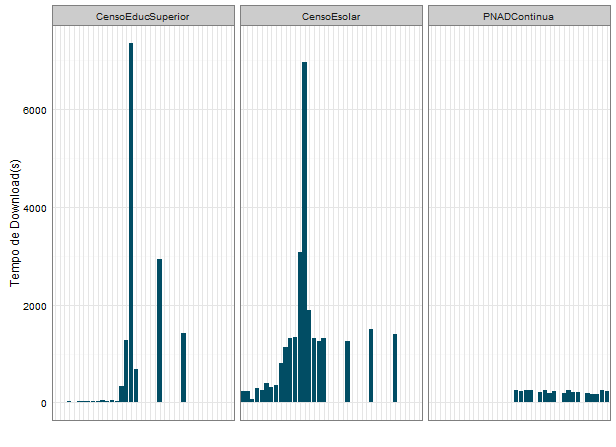 CensoEducSuperior
CensoEsolar
PNADContinua
Tempo de Download(s)
6000
4000
2000
0